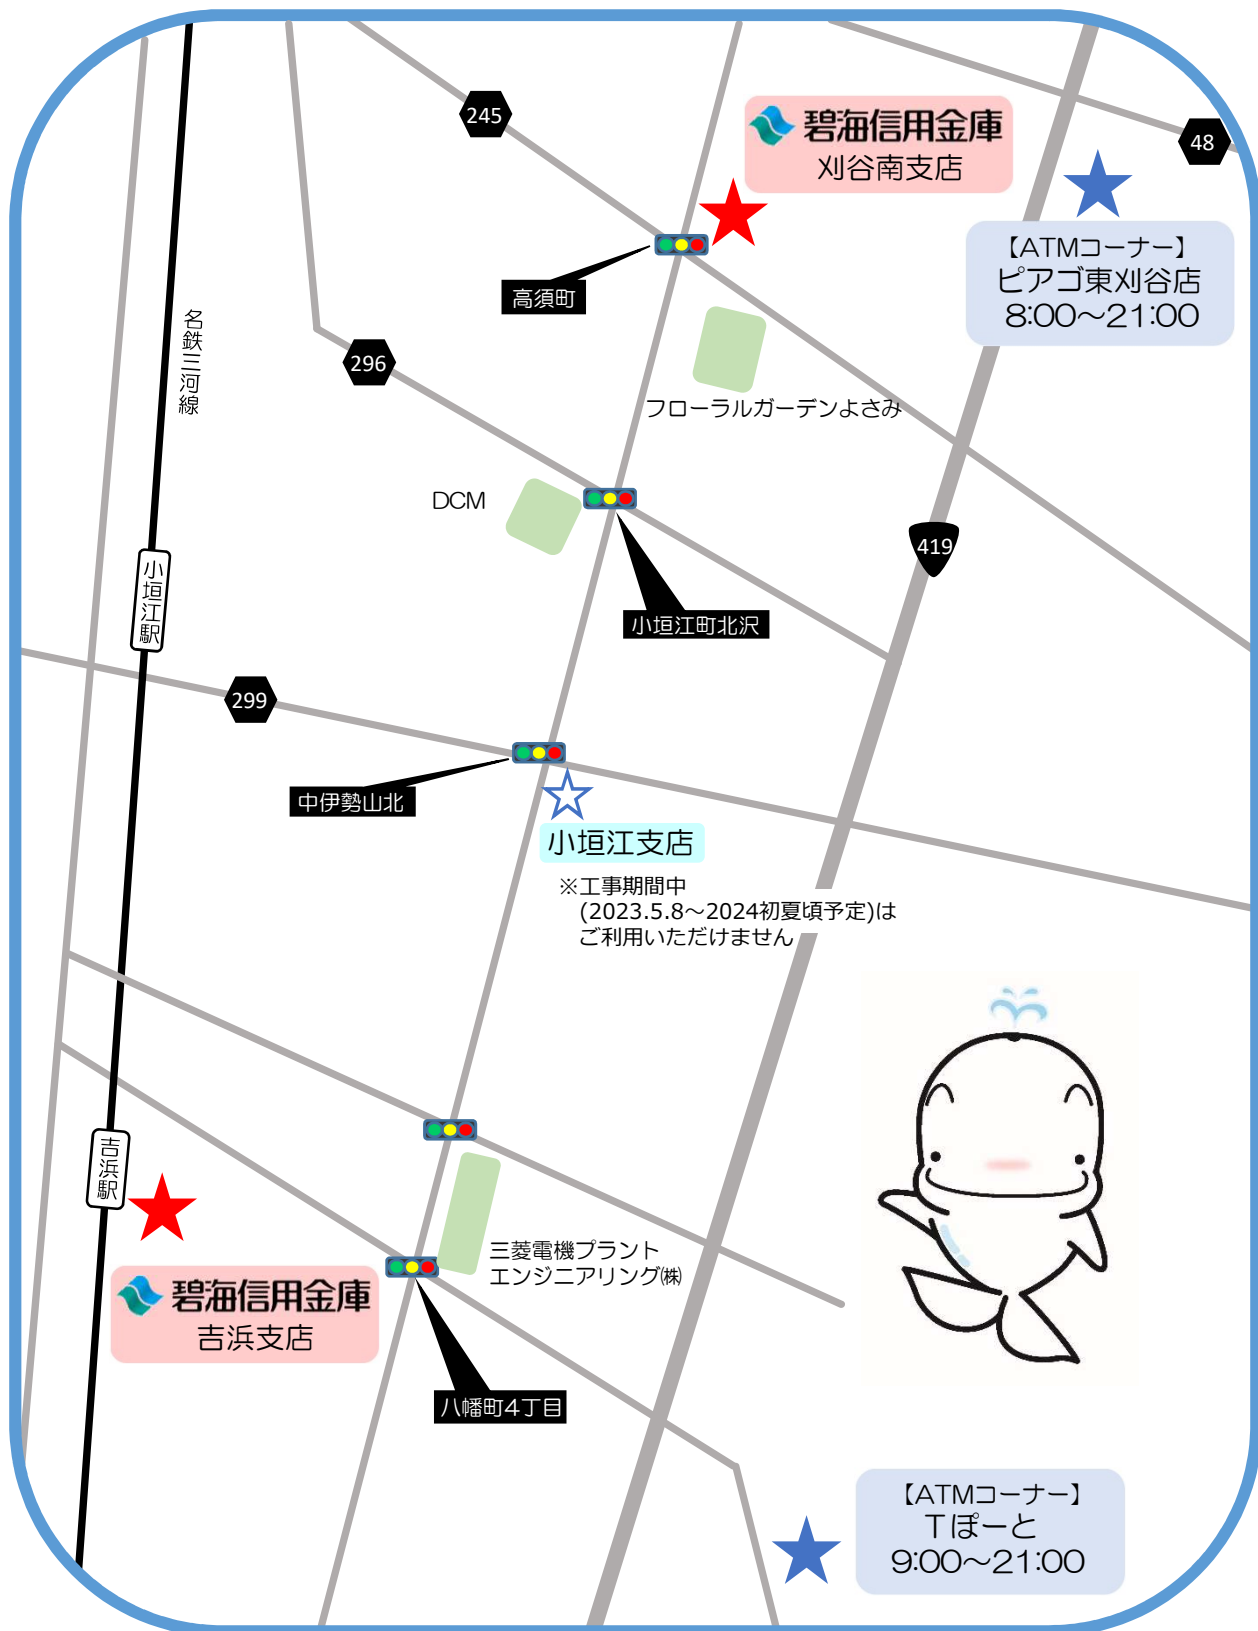 245
碧海信用金庫
刈谷南支店
48
【ATMコーナー】
ピアゴ東刈谷店
8:00～21:00
高須町
名鉄三河線
296
フローラルガーデンよさみ
DCM
419
小垣江駅
小垣江町北沢
299
中伊勢山北
小垣江支店
※工事期間中
(2023.5.8～2024初夏頃予定)は
ご利用いただけません
吉浜駅
三菱電機プラント
エンジニアリング㈱
碧海信用金庫
吉浜支店
八幡町4丁目
【ATMコーナー】
Tぽーと
9:00～21:00